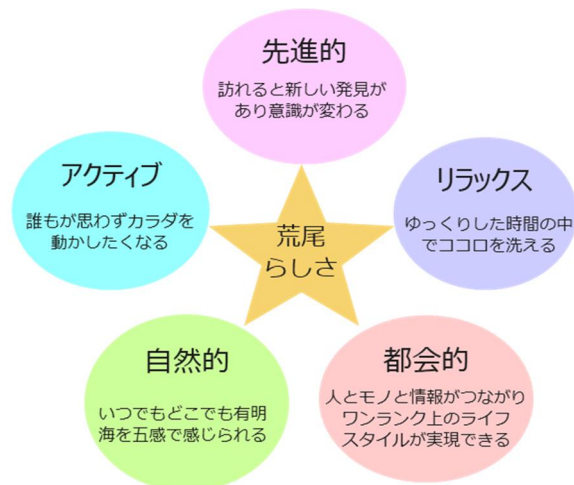 先進的
訪れると新しい発見が
あり意識が変わる
アクティブ
誰もが思わずカラダを
動かしたくなる
リラックス
ゆっくりした時間の中
でココロを洗える
荒尾
らしさ
自然的
いつでもどこでも有明
海を五感で感じられる
都会的
人とモノと情報がつながり
ワンランク上のライフ
スタイルが実現できる